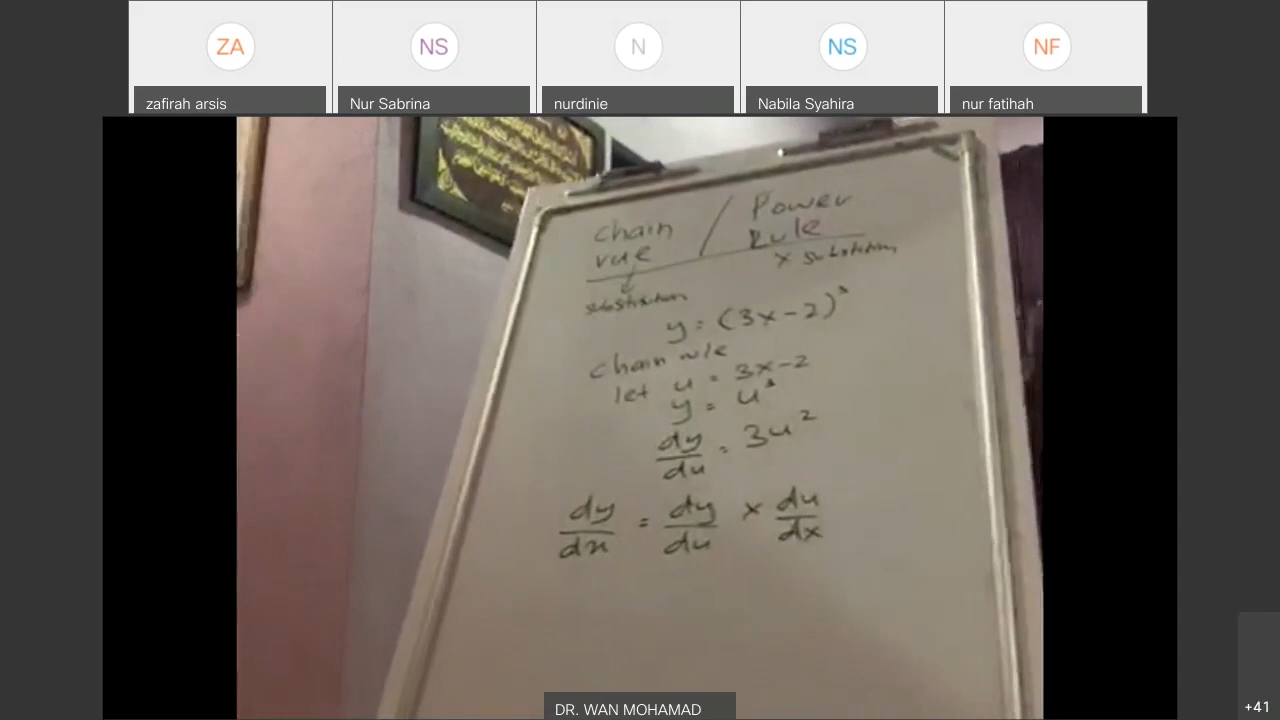 ZA
NS
N
NS
NF
zafirah arsis
Nur Sabrina
nurdinie
Nabila Syahira
nur fatihah
chain / Power
rule Rule
x substitution
substitution
y = (3x-2)³
chain rule
let u = 3x-2
y = u³
dy/du = 3u²
dy/dx = dy/du x du/dx
DR. WAN MOHAMAD
+41